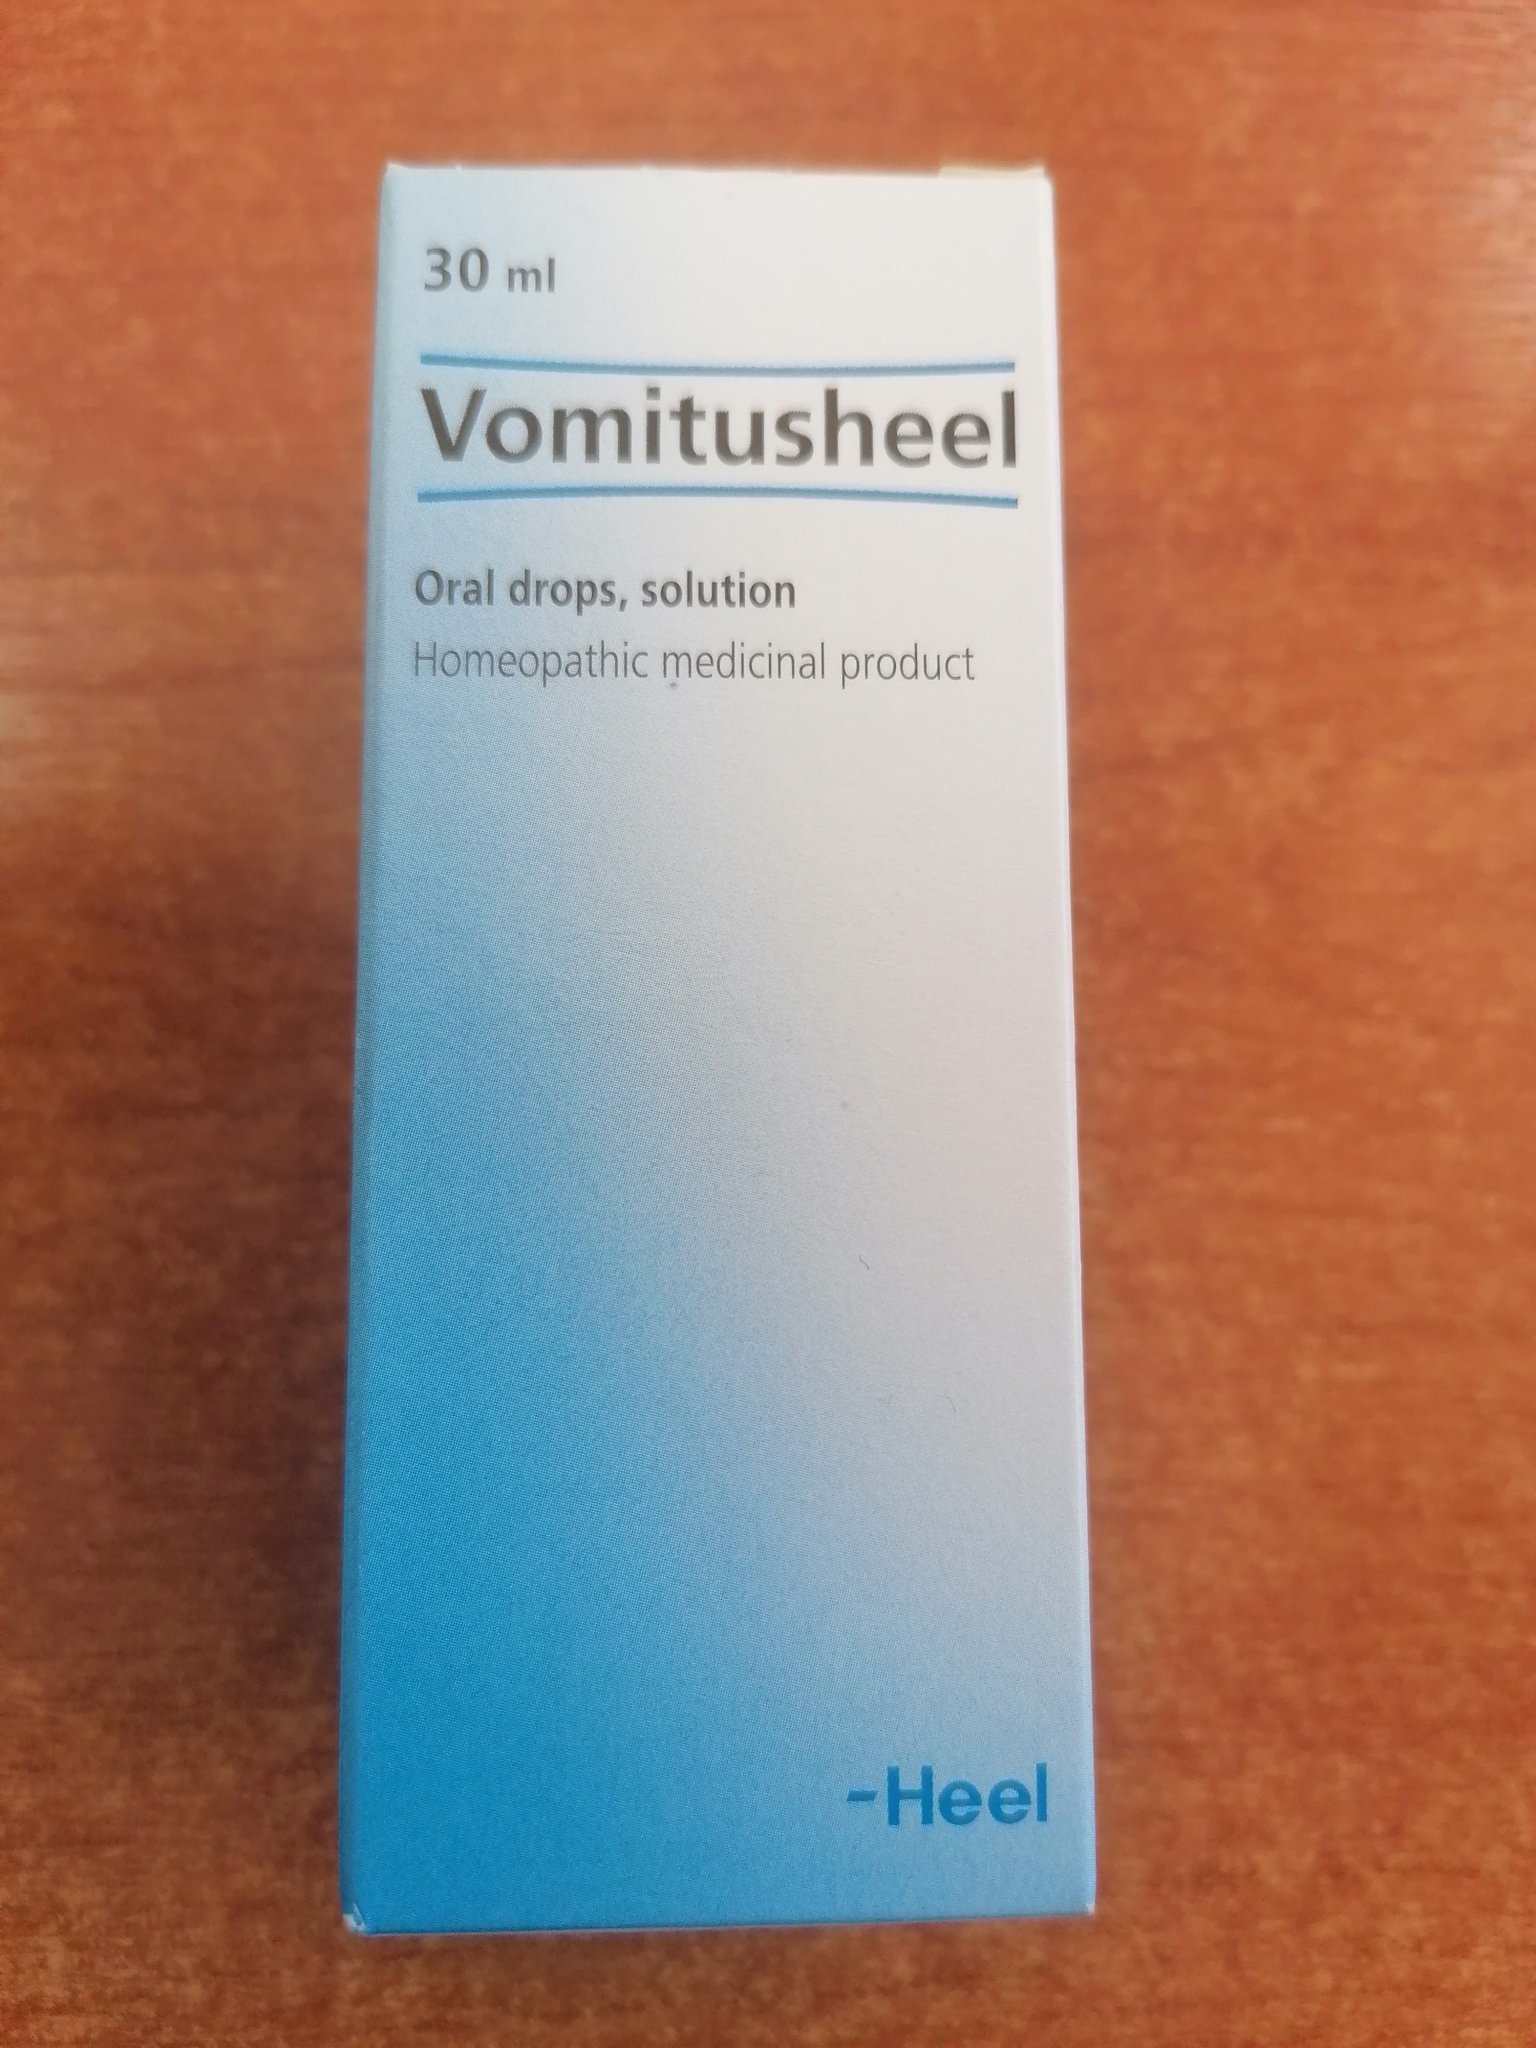 30 ml
Vomitusheel
Oral drops, solution
Homeopathic medicinal product
-Heel